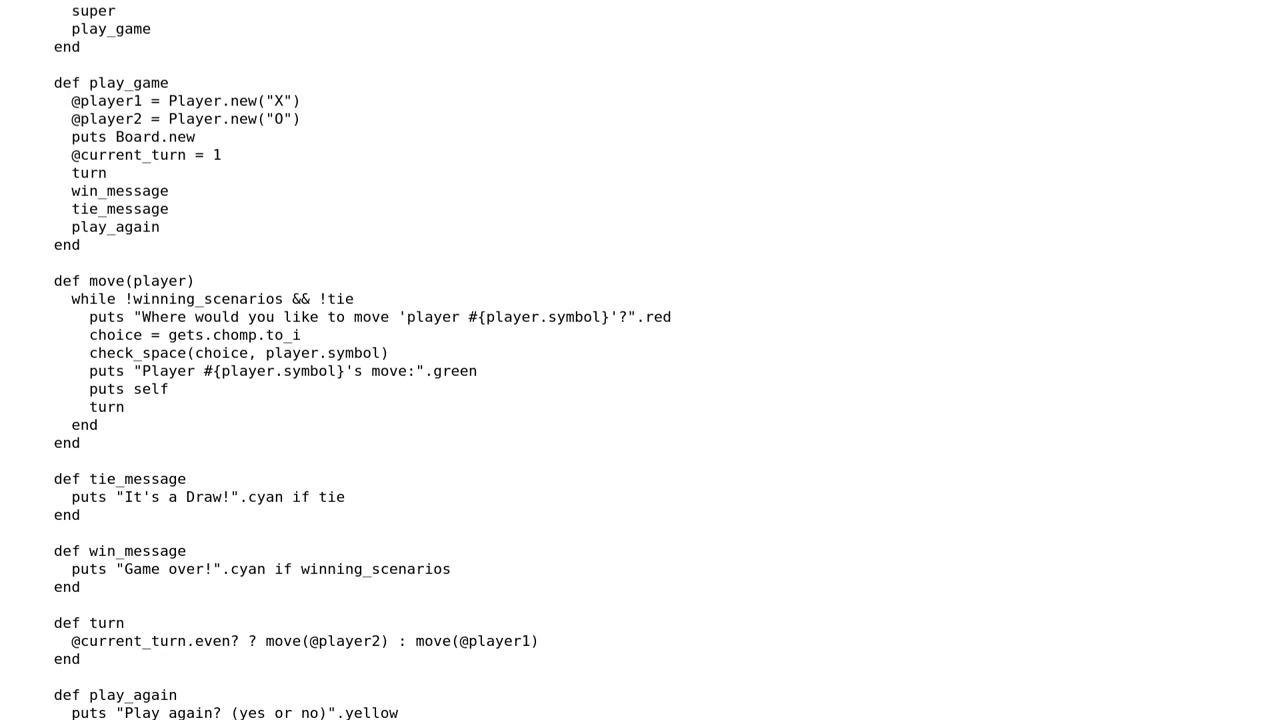 super
play_game
end
def play_game
@player1 = Player.new("X")
@player2 = Player.new("O")
puts Board.new
@current_turn = 1
turn
win_message
tie_message
play_again
end
def move(player)
while !winning_scenarios && !tie
puts "Where would you like to move 'player #{player.symbol}'?".red
choice = gets.chomp.to_i
check_space(choice, player.symbol)
puts "Player #{player.symbol}'s move:".green
puts self
turn
end
end
def tie_message
puts "It's a Draw!".cyan if tie
end
def win_message
puts "Game over!".cyan if winning_scenarios
end
def turn
@current_turn.even? ? move(@player2) : move(@player1)
end
def play_again
puts "Play again? (yes or no)".yellow